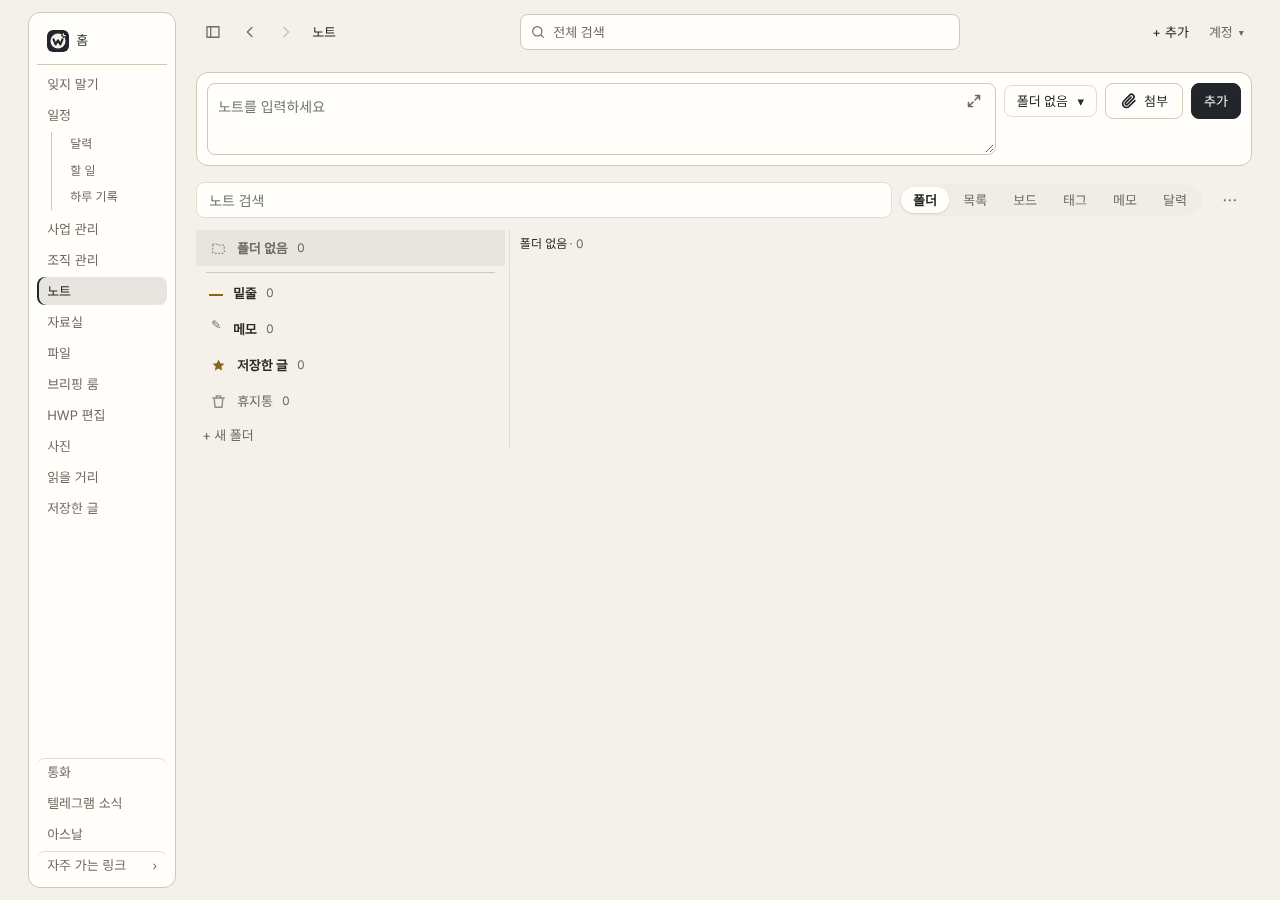 홈
잊지 말기
일정
달력
할 일
하루 기록
사업 관리
조직 관리
노트
자료실
파일
브리핑 룸
HWP 편집
사진
읽을 거리
저장한 글
통화
텔레그램 소식
아스날
자주 가는 링크 ›
노트
전체 검색
+ 추가
계정 ▾
노트를 입력하세요
폴더 없음 ▾
첨부
추가
노트 검색
폴더 목록 보드 태그 메모 달력 ···
폴더 없음 0
밑줄 0
메모 0
저장한 글 0
휴지통 0
+ 새 폴더
폴더 없음 · 0